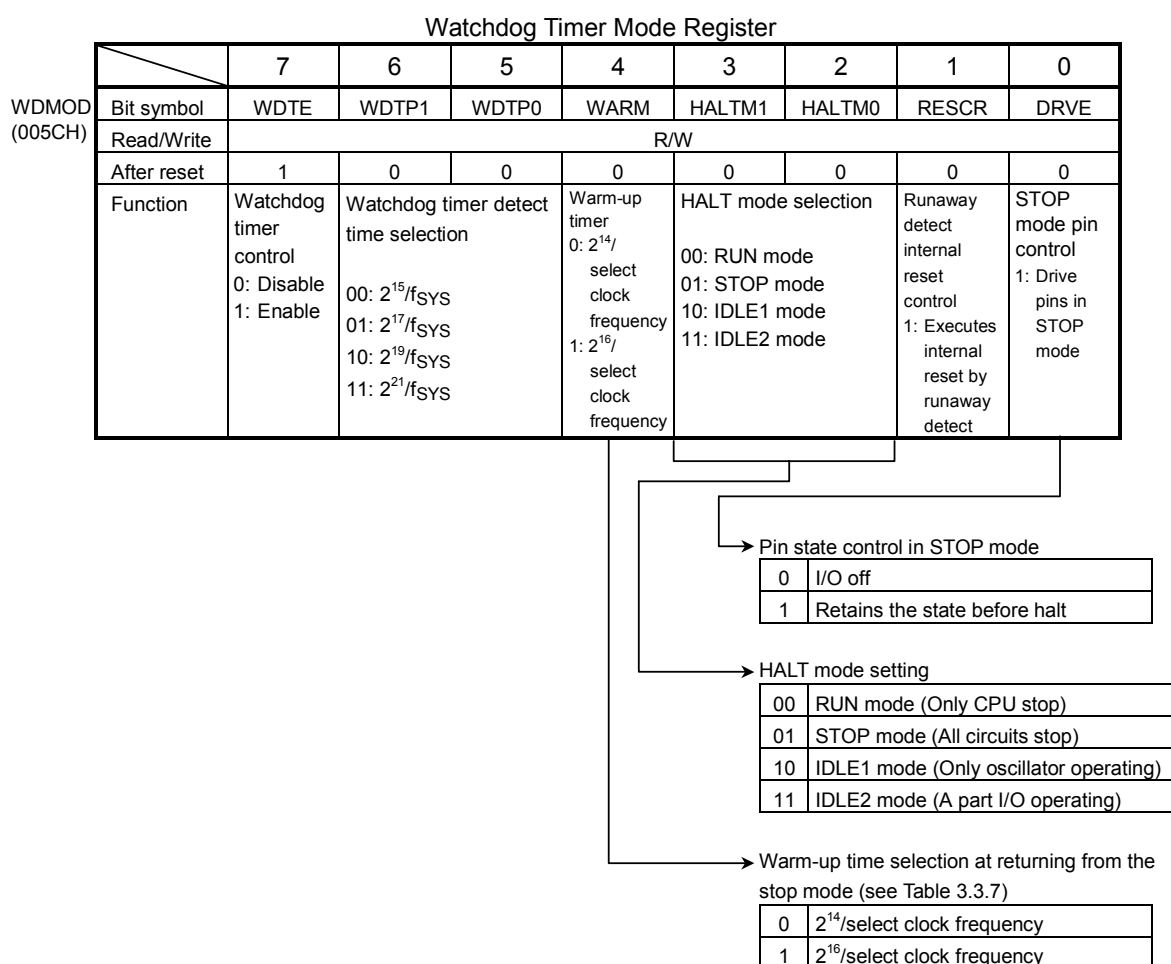 Watchdog Timer Mode Register
7 6 5 4 3 2 1 0
WDMOD
(005CH)
Bit symbol WDTE WDTP1 WDTP0 WARM HALTM1 HALTM0 RESCR DRVE
Read/Write R/W
After reset 1 0 0 0 0 0 0 0
Function
Watchdog
timer
control
0: Disable
1: Enable
Watchdog timer detect
time selection
00: 2^15/fSYS
01: 2^17/fSYS
10: 2^19/fSYS
11: 2^21/fSYS
Warm-up
timer
0: 2^14/
select
clock
frequency
1: 2^16/
select
clock
frequency
HALT mode selection
00: RUN mode
01: STOP mode
10: IDLE1 mode
11: IDLE2 mode
Runaway
detect
internal
reset
control
1: Executes
internal
reset by
runaway
detect
STOP
mode pin
control
1: Drive
pins in
STOP
mode
Pin state control in STOP mode
0 I/O off
1 Retains the state before halt
HALT mode setting
00 RUN mode (Only CPU stop)
01 STOP mode (All circuits stop)
10 IDLE1 mode (Only oscillator operating)
11 IDLE2 mode (A part I/O operating)
Warm-up time selection at returning from the
stop mode (see Table 3.3.7)
0 2^14/select clock frequency
1 2^16/select clock frequency